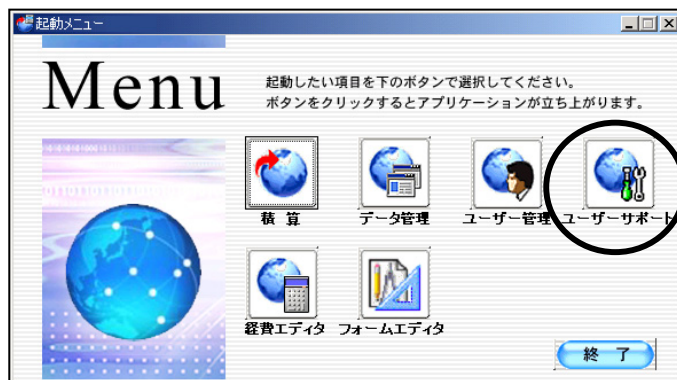 起動メニュー
Menu
起動したい項目を下のボタンで選択してください。
ボタンをクリックするとアプリケーションが立ち上がります。
積 算
データ管理
ユーザー管理
ユーザーサポート
経費エディタ
フォームエディタ
終 了